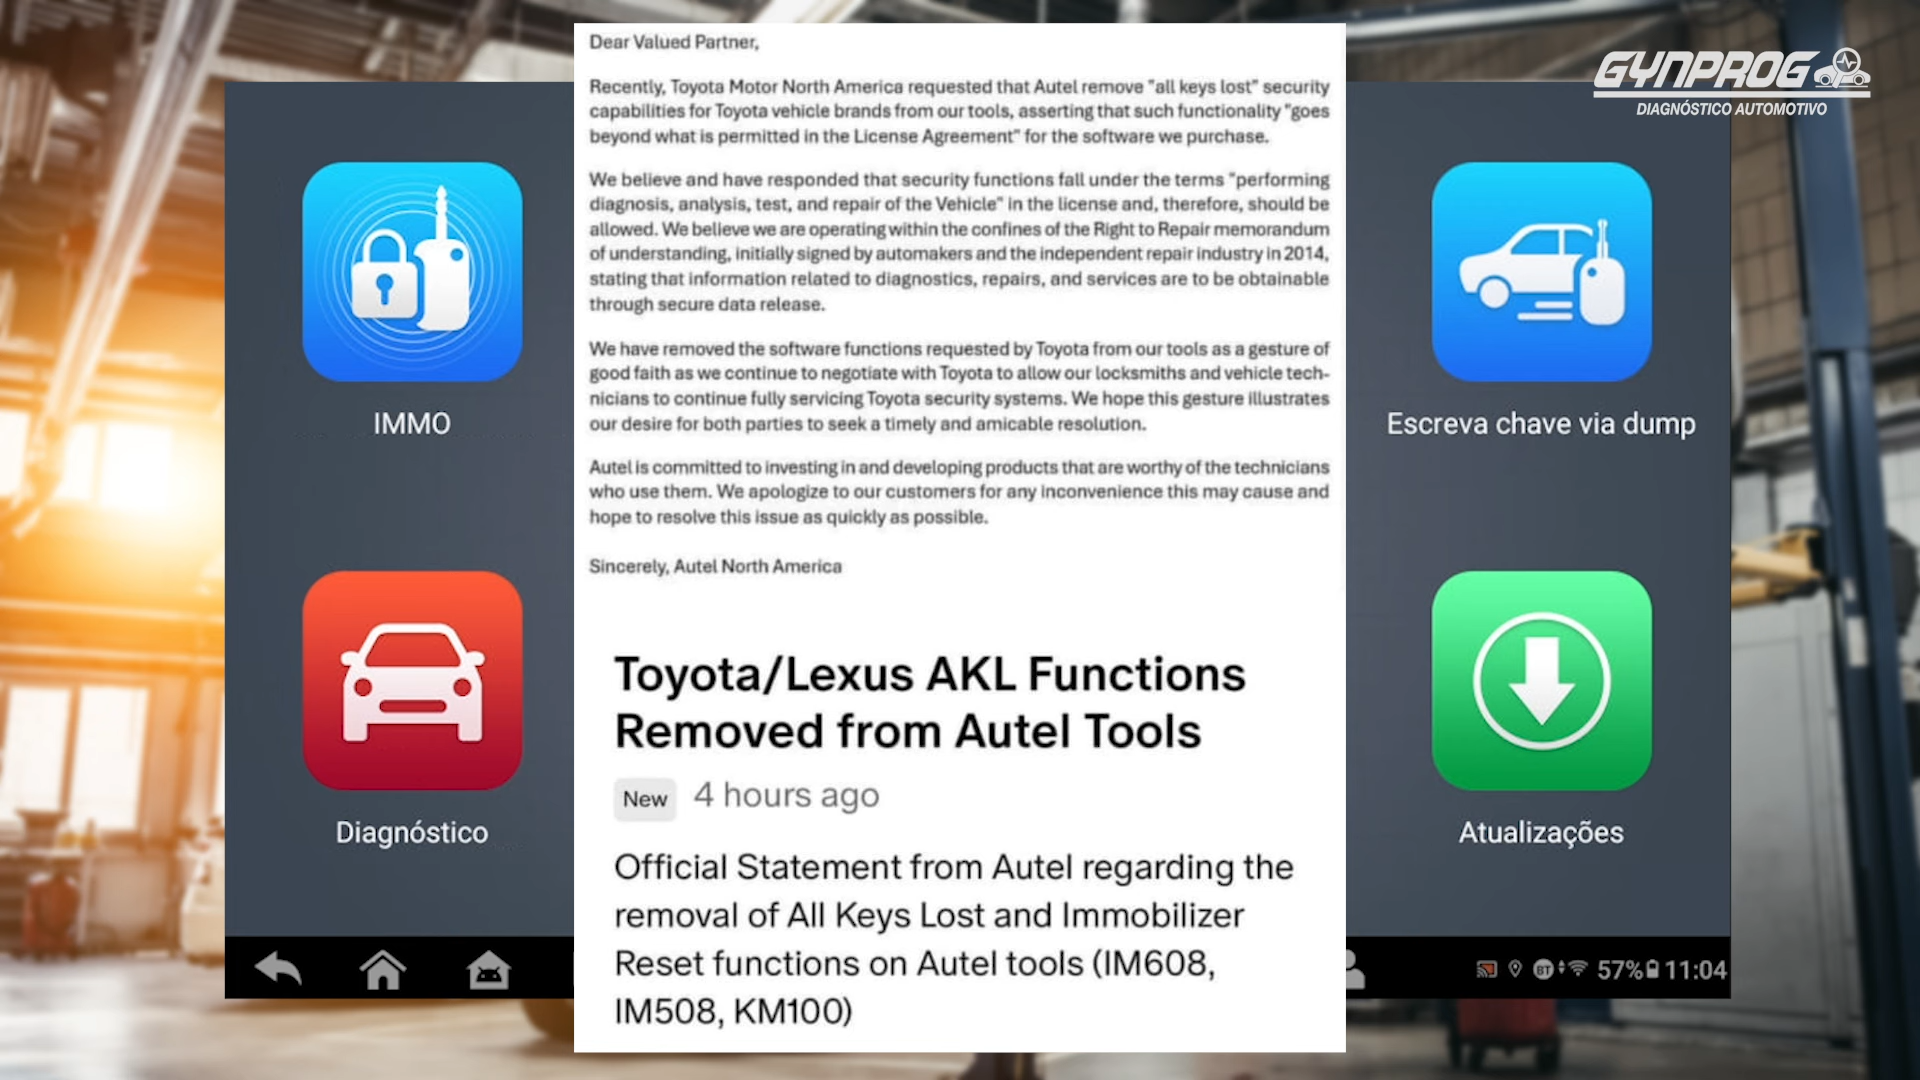 GYNPROG
DIAGNÓSTICO AUTOMOTIVO
Dear Valued Partner,
Recently, Toyota Motor North America requested that Autel remove "all keys lost" security
capabilities for Toyota vehicle brands from our tools, asserting that such functionality "goes
beyond what is permitted in the License Agreement" for the software we purchase.
We believe and have responded that security functions fall under the terms "performing
diagnosis, analysis, test, and repair of the Vehicle" in the license and, therefore, should be
allowed. We believe we are operating within the confines of the Right to Repair memorandum
of understanding, initially signed by automakers and the independent repair industry in 2014,
stating that information related to diagnostics, repairs, and services are to be obtainable
through secure data release.
We have removed the software functions requested by Toyota from our tools as a gesture of
good faith as we continue to negotiate with Toyota to allow our locksmiths and vehicle tech-
nicians to continue fully servicing Toyota security systems. We hope this gesture illustrates
our desire for both parties to seek a timely and amicable resolution.
Autel is committed to investing in and developing products that are worthy of the technicians
who use them. We apologize to our customers for any inconvenience this may cause and
hope to resolve this issue as quickly as possible.
Sincerely, Autel North America
Toyota/Lexus AKL Functions
Removed from Autel Tools
New 4 hours ago
Official Statement from Autel regarding the
removal of All Keys Lost and Immobilizer
Reset functions on Autel tools (IM608,
IM508, KM100)
IMMO
Escreva chave via dump
Diagnóstico
Atualizações
BT 57% 11:04